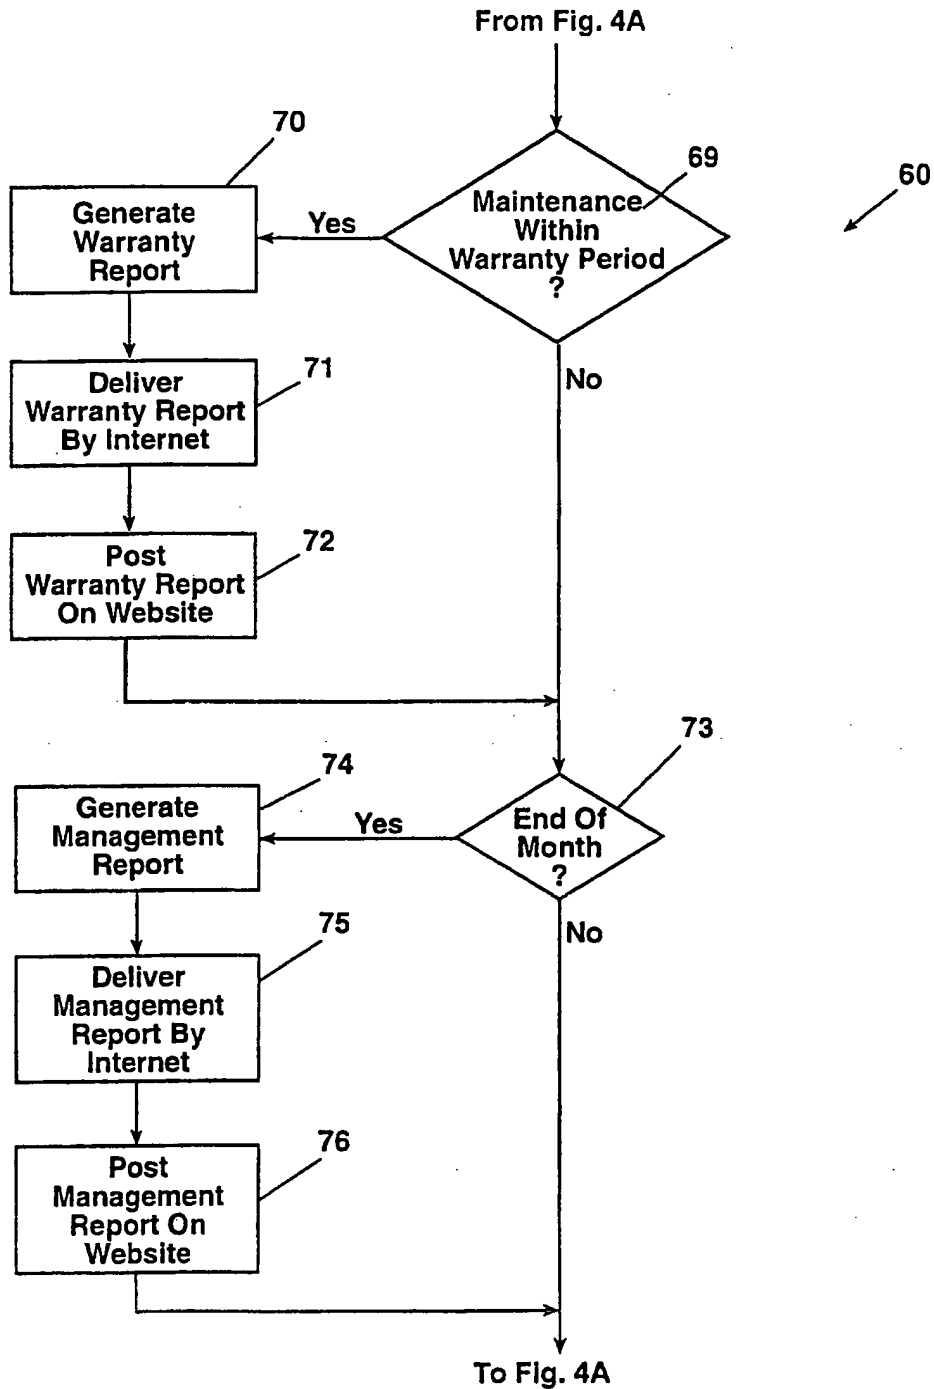 From Fig. 4A
70
69
60
Generate
Warranty
Report
Yes
Maintenance
Within
Warranty Period
?
71
No
Deliver
Warranty Report
By Internet
72
Post
Warranty Report
On Website
73
74
Generate
Management
Report
Yes
End Of
Month
?
75
No
Deliver
Management
Report By
Internet
76
Post
Management
Report On
Website
To Fig. 4A